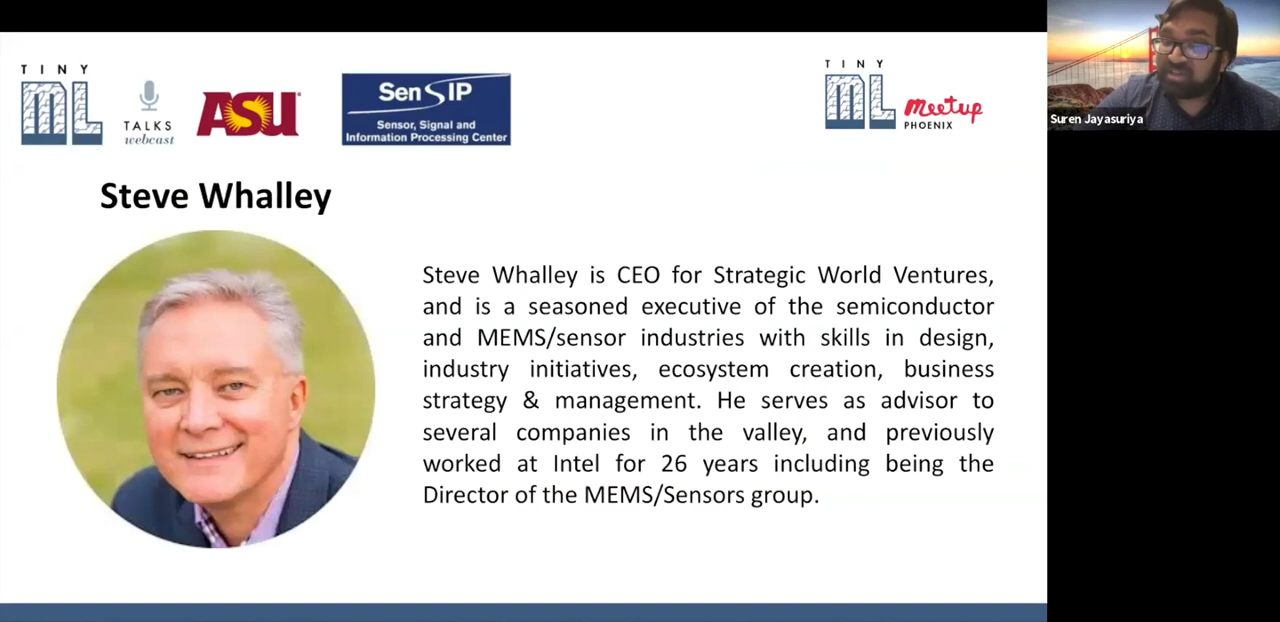 TINY
ML
TALKS
webcast
ASU
SenSIP
Sensor, Signal and
Information Processing Center
TINY
ML
meetup
PHOENIX
Suren Jayasuriya
Steve Whalley
Steve Whalley is CEO for Strategic World Ventures,
and is a seasoned executive of the semiconductor
and MEMS/sensor industries with skills in design,
industry initiatives, ecosystem creation, business
strategy & management. He serves as advisor to
several companies in the valley, and previously
worked at Intel for 26 years including being the
Director of the MEMS/Sensors group.